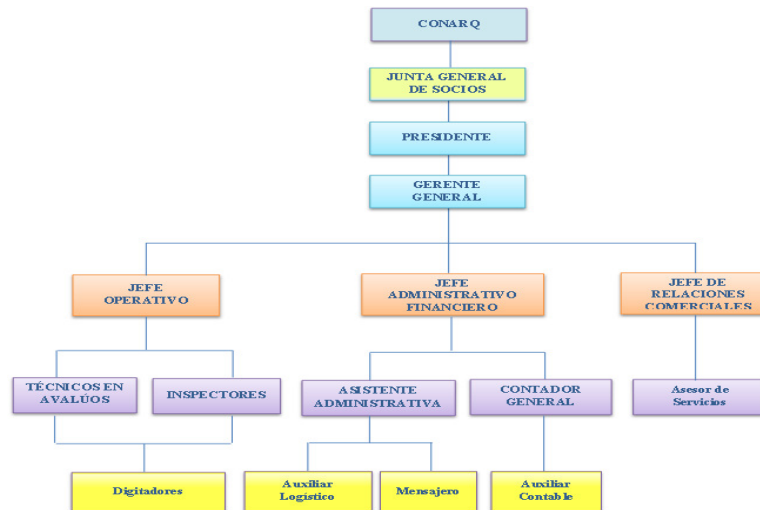 CONARQ
JUNTA GENERAL
DE SOCIOS
PRESIDENTE
GERENTE
GENERAL
JEFE
OPERATIVO
JEFE
ADMINISTRATIVO
FINANCIERO
JEFE DE
RELACIONES
COMERCIALES
TÉCNICOS EN
AVALÚOS
INSPECTORES
ASISTENTE
ADMINISTRATIVA
CONTADOR
GENERAL
Asesor de
Servicios
Digitadores
Auxiliar
Logístico
Mensajero
Auxiliar
Contable